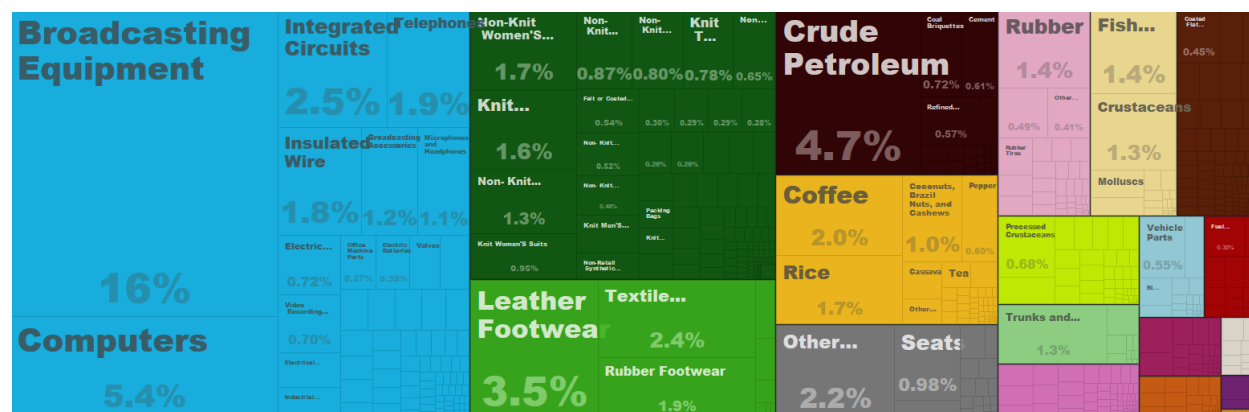 Broadcasting
Equipment
16%
Computers
5.4%
Integrated
Circuits
2.5%
Telephones
1.9%
Insulated
Wire
1.8%
Broadcasting
Accessories
1.2%
Microphones
and
Headphones
1.1%
Electric...
0.72%
Office
Machine
Parts
0.37%
Electric
Batteries
0.35%
Valves
Video
Recording...
0.70%
Electrical...
Industrial...
Non-Knit
Women'S...
1.7%
Non-
Knit...
0.87%
Non-
Knit...
0.80%
Knit
T...
0.78%
Non...
0.65%
Knit...
1.6%
Felt or Coated...
0.54%
0.30%
0.29%
0.29%
0.28%
Non- Knit...
0.52%
0.26%
0.26%
Non- Knit...
1.3%
Non- Knit...
0.48%
Knit Men'S...
Packing
Bags
Knit...
Knit Women'S Suits
0.95%
Non-Retail
Synthetic...
Leather
Footwear
3.5%
Textile...
2.4%
Rubber Footwear
1.9%
Crude
Petroleum
4.7%
Coal
Briquettes
0.72%
Cement
0.61%
Refined...
0.57%
Coffee
2.0%
Coconuts,
Brazil
Nuts, and
Cashews
1.0%
Pepper
0.60%
Rice
1.7%
Cassava
Tea
Other...
Other...
2.2%
Seats
0.98%
Rubber
1.4%
0.49%
Other...
0.41%
Rubber
Tires
Fish...
1.4%
Crustaceans
1.3%
Molluscs
Coated
Flat...
0.45%
Processed
Crustaceans
0.68%
Vehicle
Parts
0.55%
Bi...
Fuel...
Trunks and...
1.3%